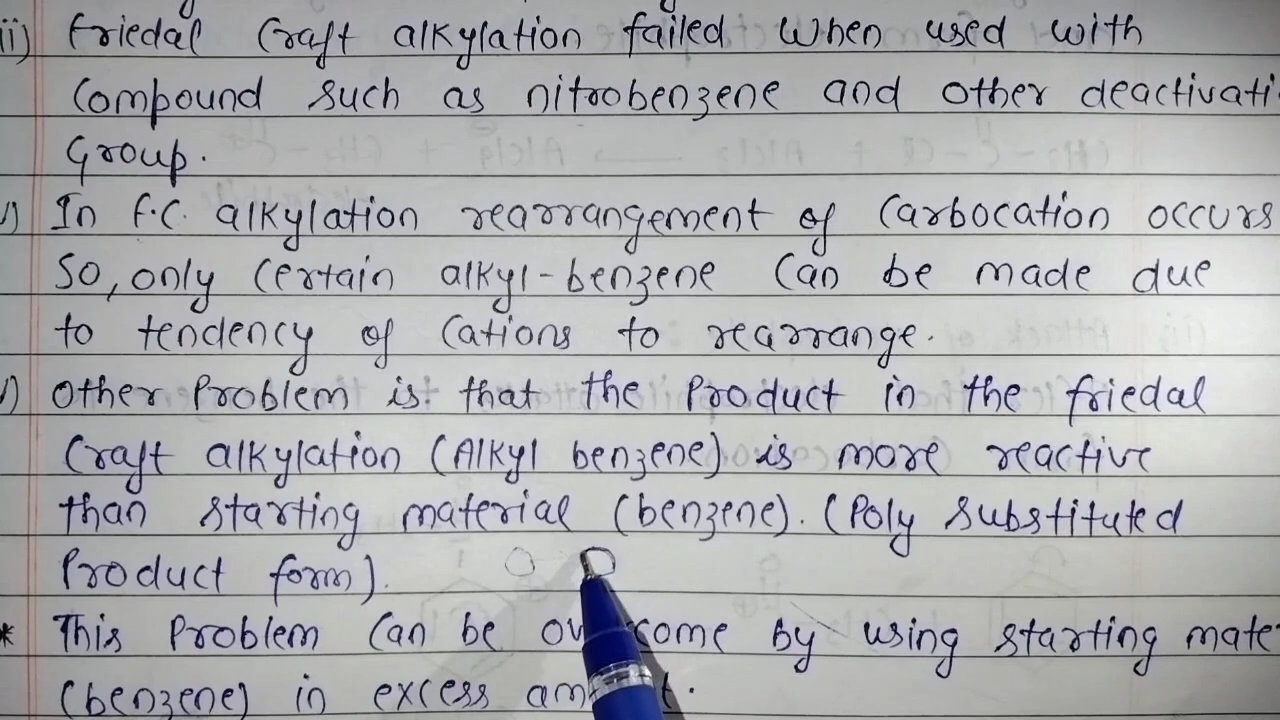 ii) Friedal Craft alkylation failed when used with
Compound such as nitrobenzene and other deactivati
Group.
In F.C. alkylation rearrangement of Carbocation occurs
So, only Certain alkyl-benzene Can be made due
to tendency of Cations to rearrange.
Other Problem is that the Product in the friedal
Craft alkylation (Alkyl benzene) is more reactive
than starting material (benzene). (Poly substituted
Product form).
* This Problem Can be ov come by using starting mate
(benzene) in excess am t.